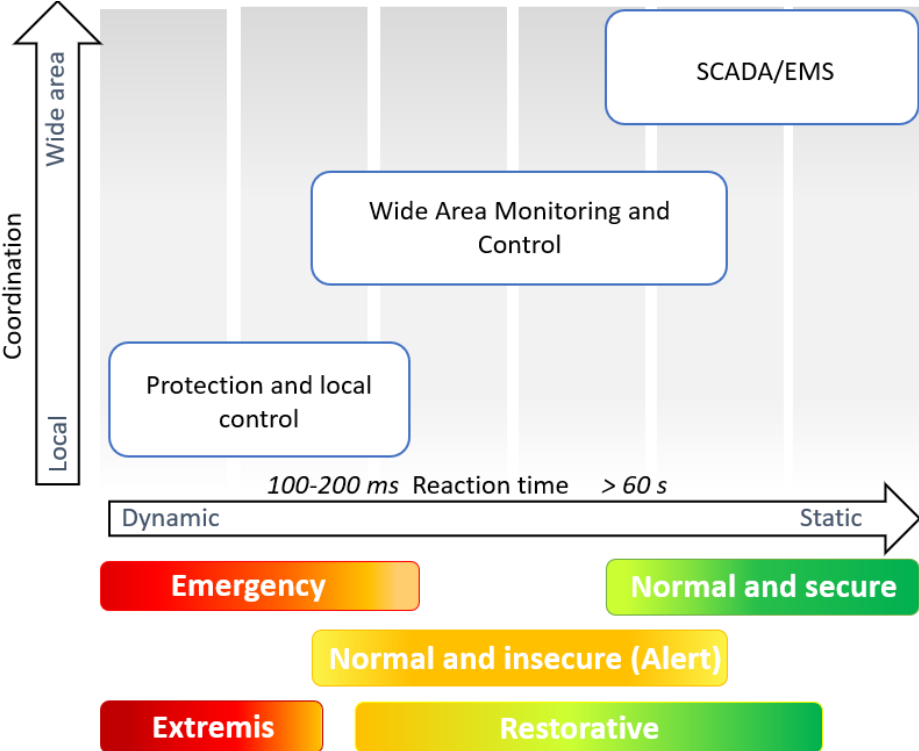 SCADA/EMS
Wide area
Wide Area Monitoring and
Control
Coordination
Protection and local
control
Local
100-200 ms Reaction time > 60 s
Dynamic
Static
Emergency
Normal and secure
Normal and insecure (Alert)
Extremis
Restorative